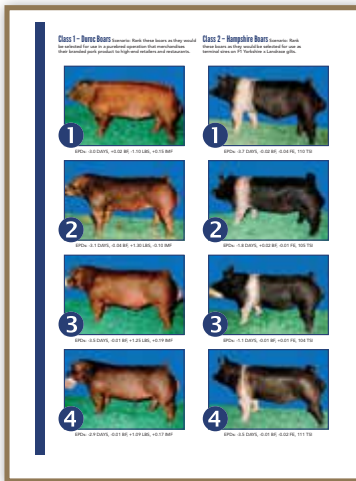 Class 1 – Duroc Boars Scenario: Rank these boars as they would
be selected for use in a purebred operation that merchandises
their branded pork product to high-end retailers and restaurants.
1
EPDs: -3.0 DAYS, +0.02 BF, -1.10 LBS, +0.15 IMF
2
EPDs: -3.1 DAYS, -0.04 BF, +1.30 LBS, -0.10 IMF
3
EPDs: -3.5 DAYS, -0.01 BF, +1.25 LBS, +0.19 IMF
4
EPDs: -2.9 DAYS, -0.01 BF, +1.09 LBS, +0.17 IMF
Class 2 – Hampshire Boars Scenario: Rank
these boars as they would be selected for use as
terminal sires on F1 Yorkshire x Landrace gilts.
1
EPDs: -3.7 DAYS, -0.02 BF, -0.04 FE, 110 TSI
2
EPDs: -1.8 DAYS, +0.02 BF, -0.01 FE, 105 TSI
3
EPDs: -1.1 DAYS, -0.01 BF, +0.01 FE, 104 TSI
4
EPDs: -3.5 DAYS, -0.01 BF, -0.02 FE, 111 TSI